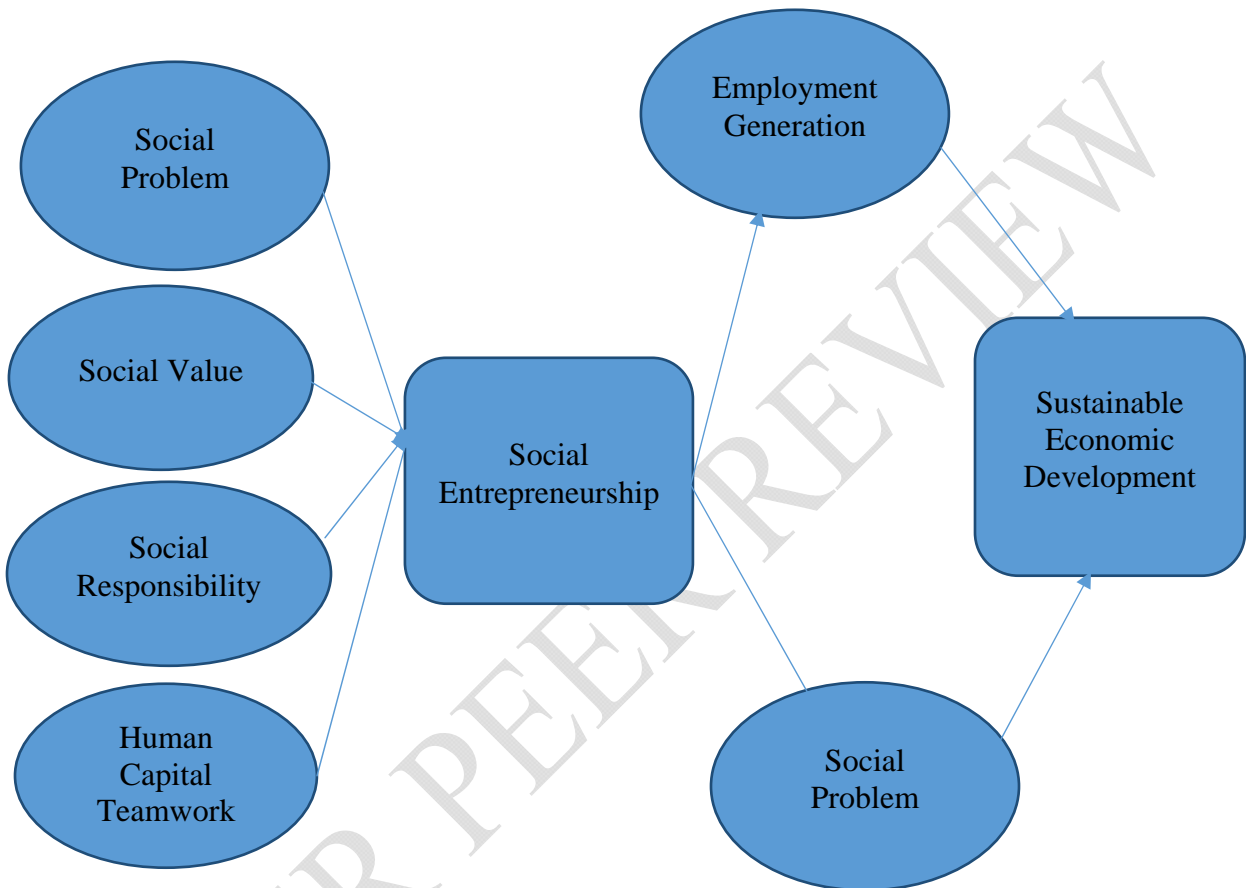 Social
Problem
Social Value
Social
Responsibility
Human
Capital
Teamwork
Social
Entrepreneurship
Employment
Generation
Social
Problem
Sustainable
Economic
Development
PEER REVIEW